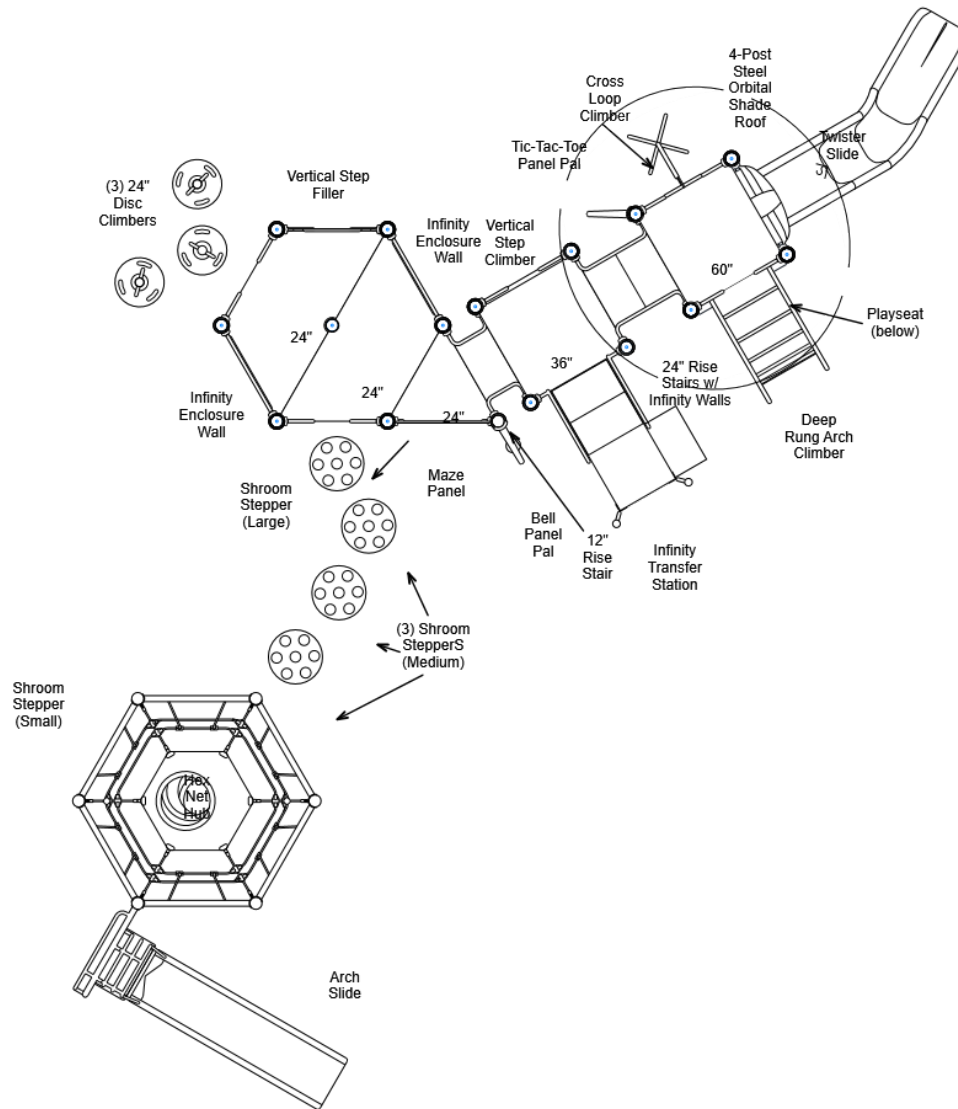 4-Post
Steel
Orbital
Shade
Roof
Cross
Loop
Climber
Tic-Tac-Toe
Panel Pal
Twister
Slide
(3) 24"
Disc
Climbers
Vertical Step
Filler
Infinity
Enclosure
Wall
Vertical
Step
Climber
60"
Playseat
(below)
24"
36"
24" Rise
Stairs w/
Infinity Walls
24"
24"
Infinity
Enclosure
Wall
Deep
Rung Arch
Climber
Shroom
Stepper
(Large)
Maze
Panel
Bell
Panel
Pal
12"
Rise
Stair
Infinity
Transfer
Station
(3) Shroom
StepperS
(Medium)
Shroom
Stepper
(Small)
Hex
Net
Hub
Arch
Slide